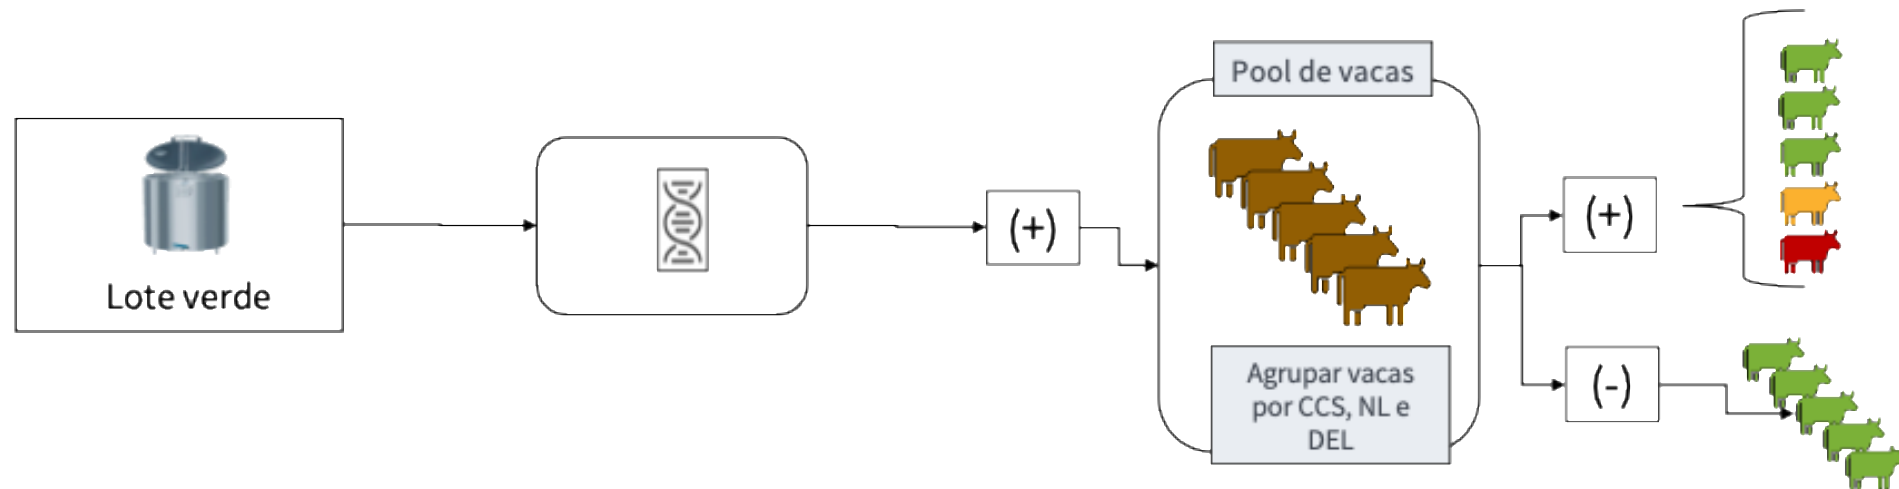 Lote verde
(+)
Pool de vacas
Agrupar vacas
por CCS, NL e
DEL
(+)
(-)